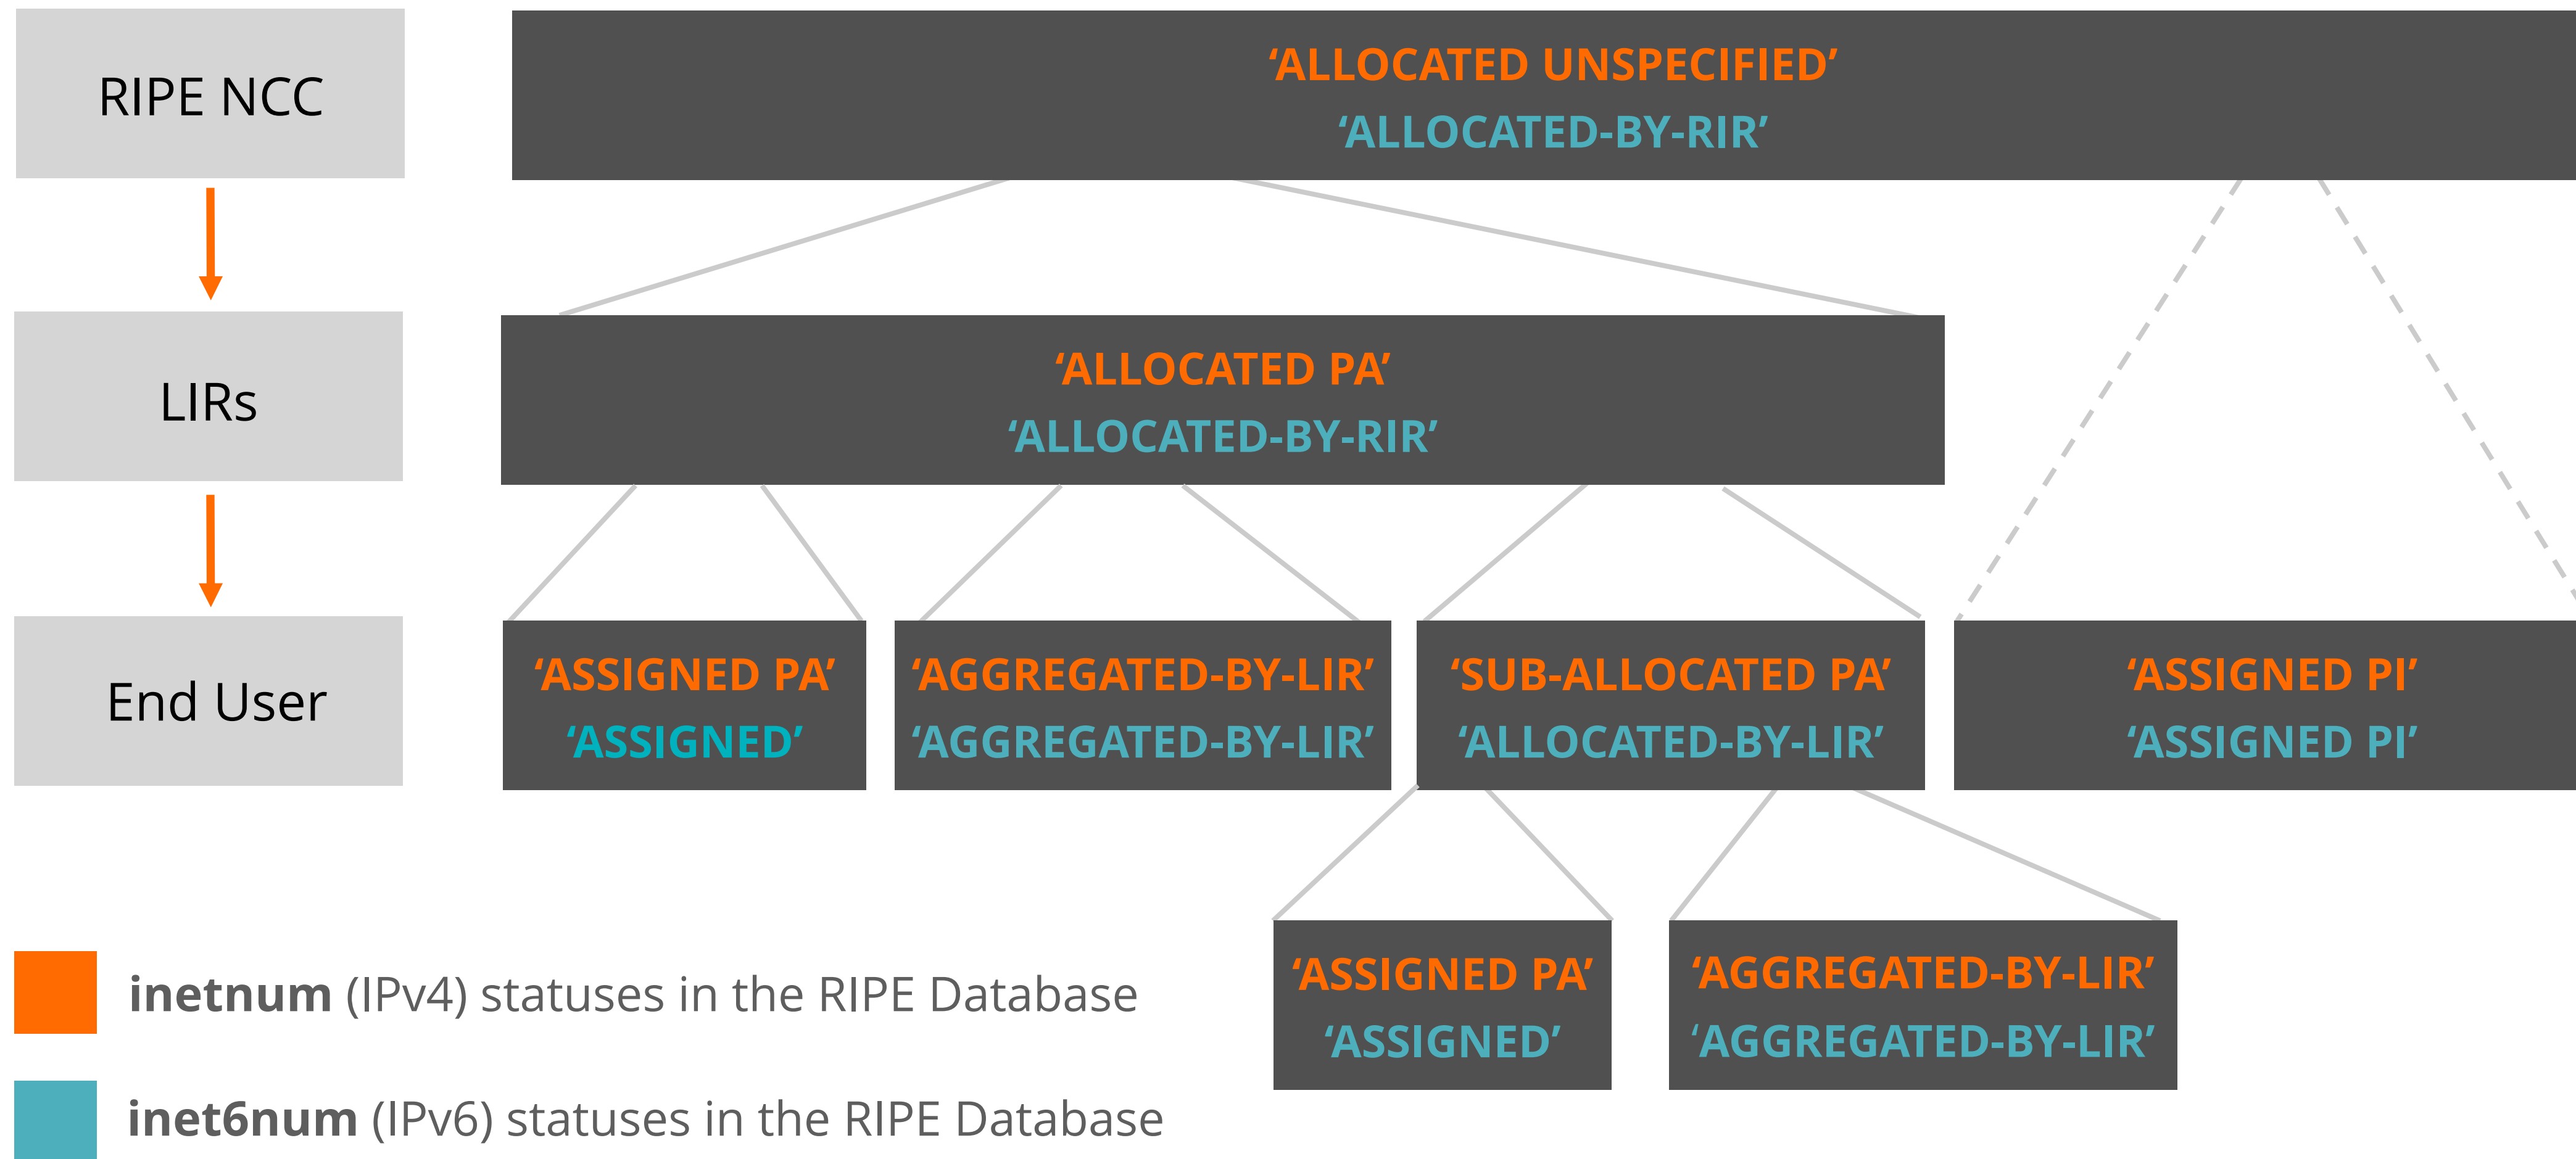 RIPE NCC
‘ALLOCATED UNSPECIFIED’
‘ALLOCATED-BY-RIR’
LIRs
‘ALLOCATED PA’
‘ALLOCATED-BY-RIR’
End User
‘ASSIGNED PA’
‘ASSIGNED’
‘AGGREGATED-BY-LIR’
‘AGGREGATED-BY-LIR’
‘SUB-ALLOCATED PA’
‘ALLOCATED-BY-LIR’
‘ASSIGNED PI’
‘ASSIGNED PI’
‘ASSIGNED PA’
‘ASSIGNED’
‘AGGREGATED-BY-LIR’
‘AGGREGATED-BY-LIR’
inetnum (IPv4) statuses in the RIPE Database
inet6num (IPv6) statuses in the RIPE Database